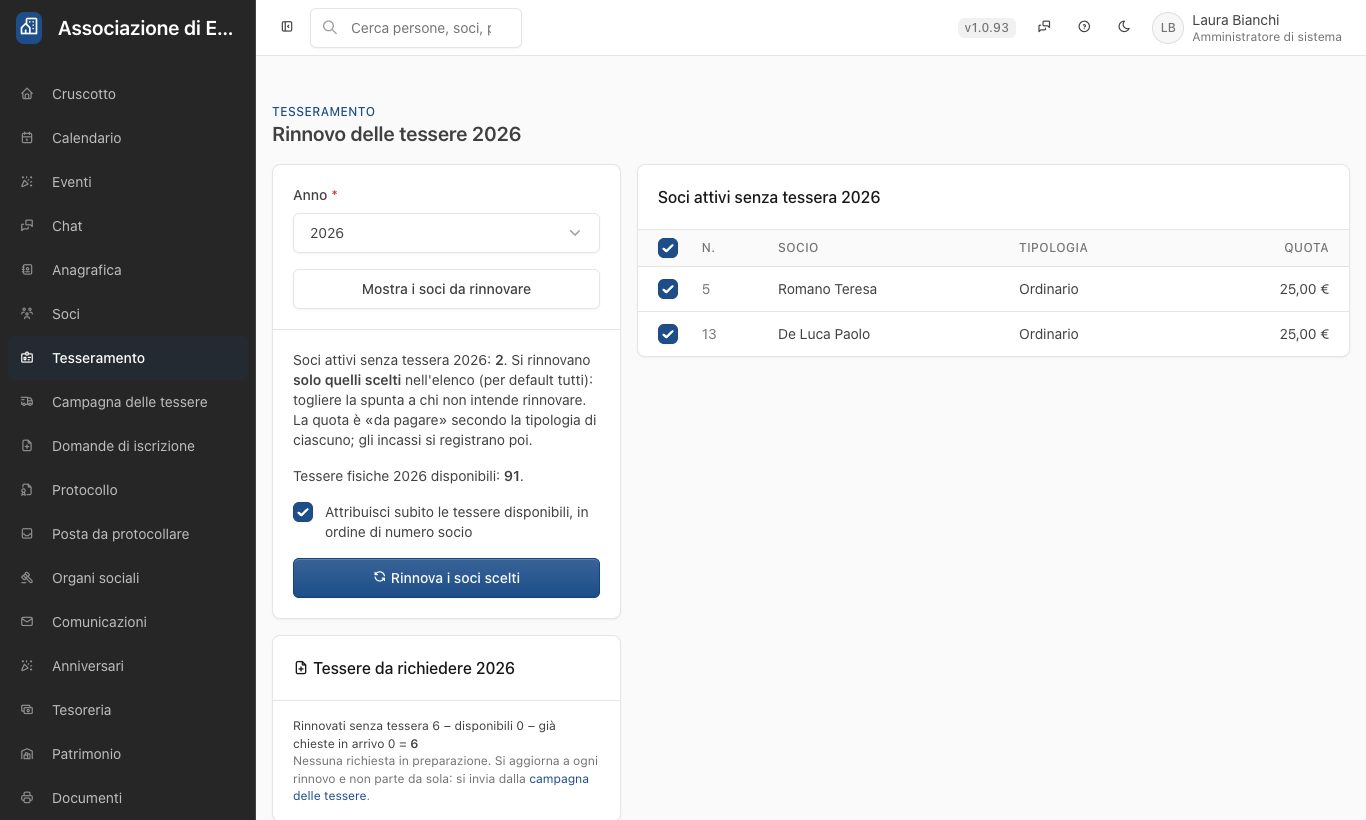 Associazione di E...
Cerca persone, soci, p
v1.0.93
LB
Laura Bianchi
Amministratore di sistema
Cruscotto
Calendario
Eventi
Chat
Anagrafica
Soci
Tesseramento
Campagna delle tessere
Domande di iscrizione
Protocollo
Posta da protocollare
Organi sociali
Comunicazioni
Anniversari
Tesoreria
Patrimonio
Documenti
TESSERAMENTO
Rinnovo delle tessere 2026
Anno *
2026
Mostra i soci da rinnovare
Soci attivi senza tessera 2026: 2. Si rinnovano
solo quelli scelti nell'elenco (per default tutti):
togliere la spunta a chi non intende rinnovare.
La quota è «da pagare» secondo la tipologia di
ciascuno; gli incassi si registrano poi.
Tessere fisiche 2026 disponibili: 91.
Attribuisci subito le tessere disponibili, in
ordine di numero socio
Rinnova i soci scelti
Tessere da richiedere 2026
Rinnovati senza tessera 6 − disponibili 0 − già
chieste in arrivo 0 = 6
Nessuna richiesta in preparazione. Si aggiorna a ogni
rinnovo e non parte da sola: si invia dalla campagna
delle tessere.
Soci attivi senza tessera 2026
N. SOCIO TIPOLOGIA QUOTA
5 Romano Teresa Ordinario 25,00 €
13 De Luca Paolo Ordinario 25,00 €